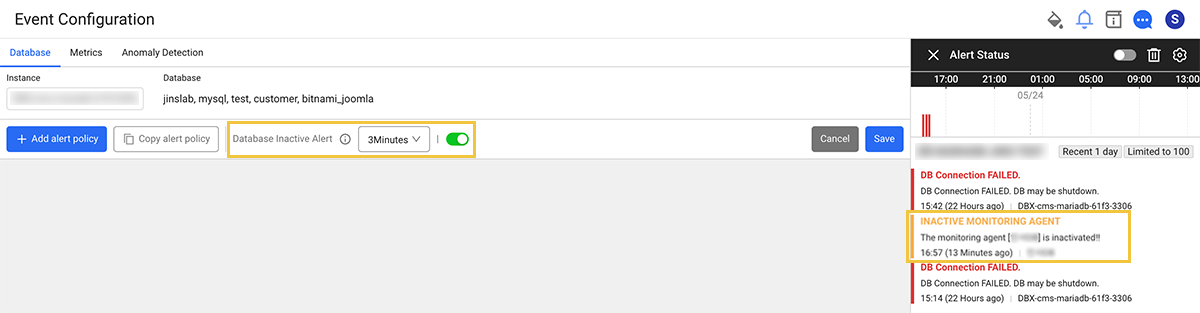 Event Configuration
S
Database Metrics Anomaly Detection
Instance Database
jinslab, mysql, test, customer, bitnami_joomla
+ Add alert policy Copy alert policy Database Inactive Alert 3Minutes Cancel Save
Alert Status
17:00 21:00 01:00 05:00 09:00 13:00
05/24
Recent 1 day Limited to 100
DB Connection FAILED.
DB Connection FAILED. DB may be shutdown.
15:42 (22 Hours ago) | DBX-cms-mariadb-61f3-3306
INACTIVE MONITORING AGENT
The monitoring agent [ ] is inactivated!!
16:57 (13 Minutes ago) |
DB Connection FAILED.
DB Connection FAILED. DB may be shutdown.
15:14 (22 Hours ago) | DBX-cms-mariadb-61f3-3306